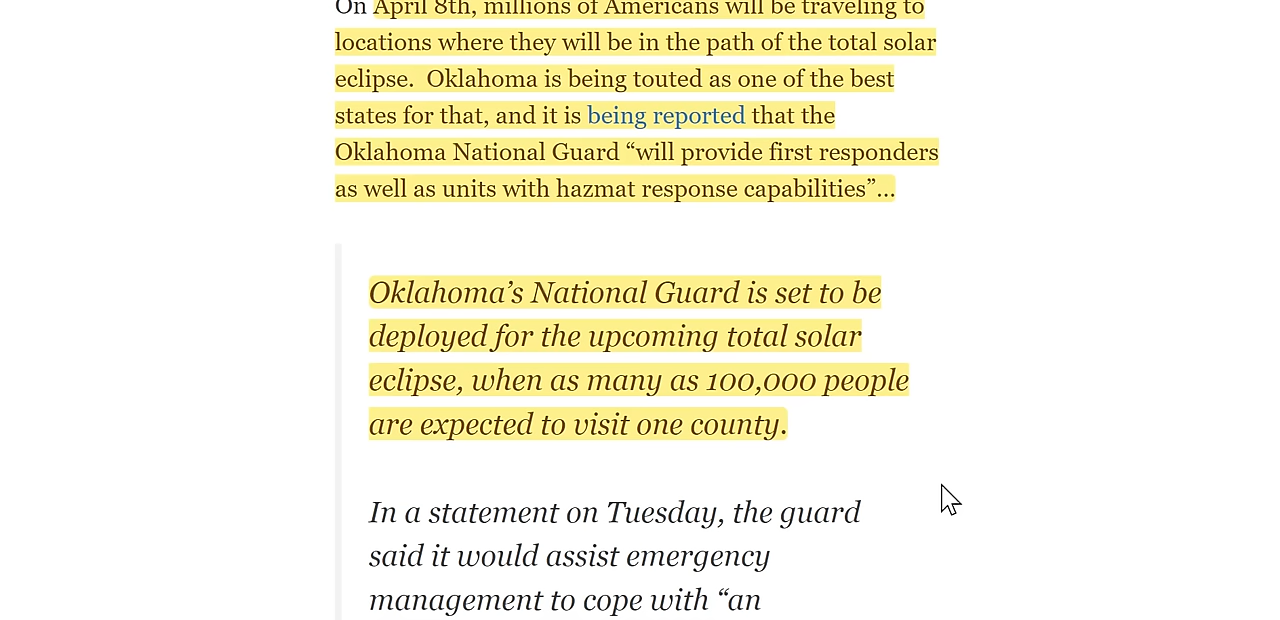 On April 8th, millions of Americans will be traveling to
locations where they will be in the path of the total solar
eclipse.  Oklahoma is being touted as one of the best
states for that, and it is being reported that the
Oklahoma National Guard “will provide first responders
as well as units with hazmat response capabilities”…
Oklahoma’s National Guard is set to be
deployed for the upcoming total solar
eclipse, when as many as 100,000 people
are expected to visit one county.
In a statement on Tuesday, the guard
said it would assist emergency
management to cope with “an